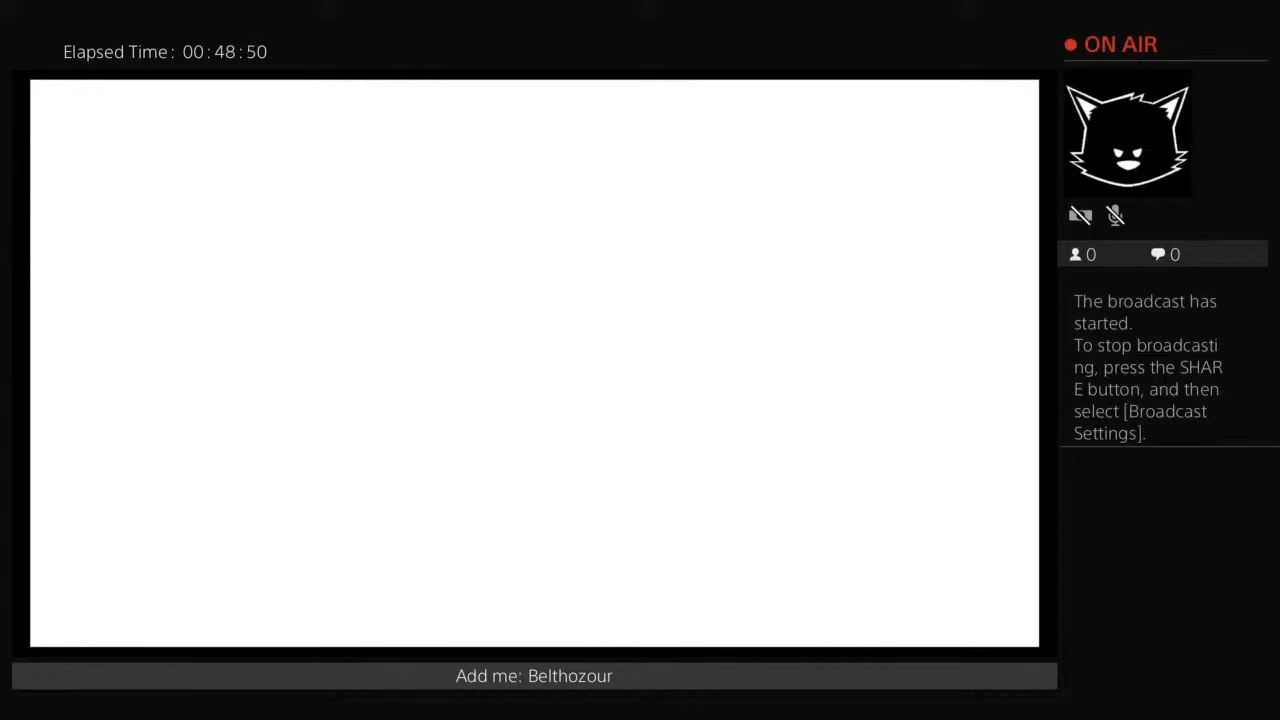 Elapsed Time: 00:48:50
ON AIR
0 0
The broadcast has
started.
To stop broadcasti
ng, press the SHAR
E button, and then
select [Broadcast
Settings].
Add me: Belthozour